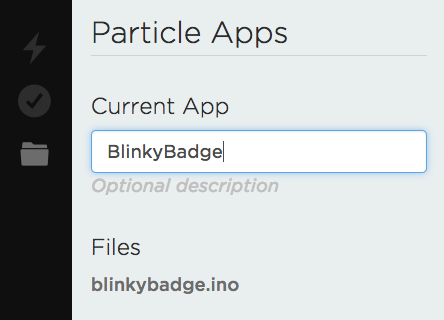 Particle Apps
Current App
BlinkyBadge
Optional description
Files
blinkybadge.ino